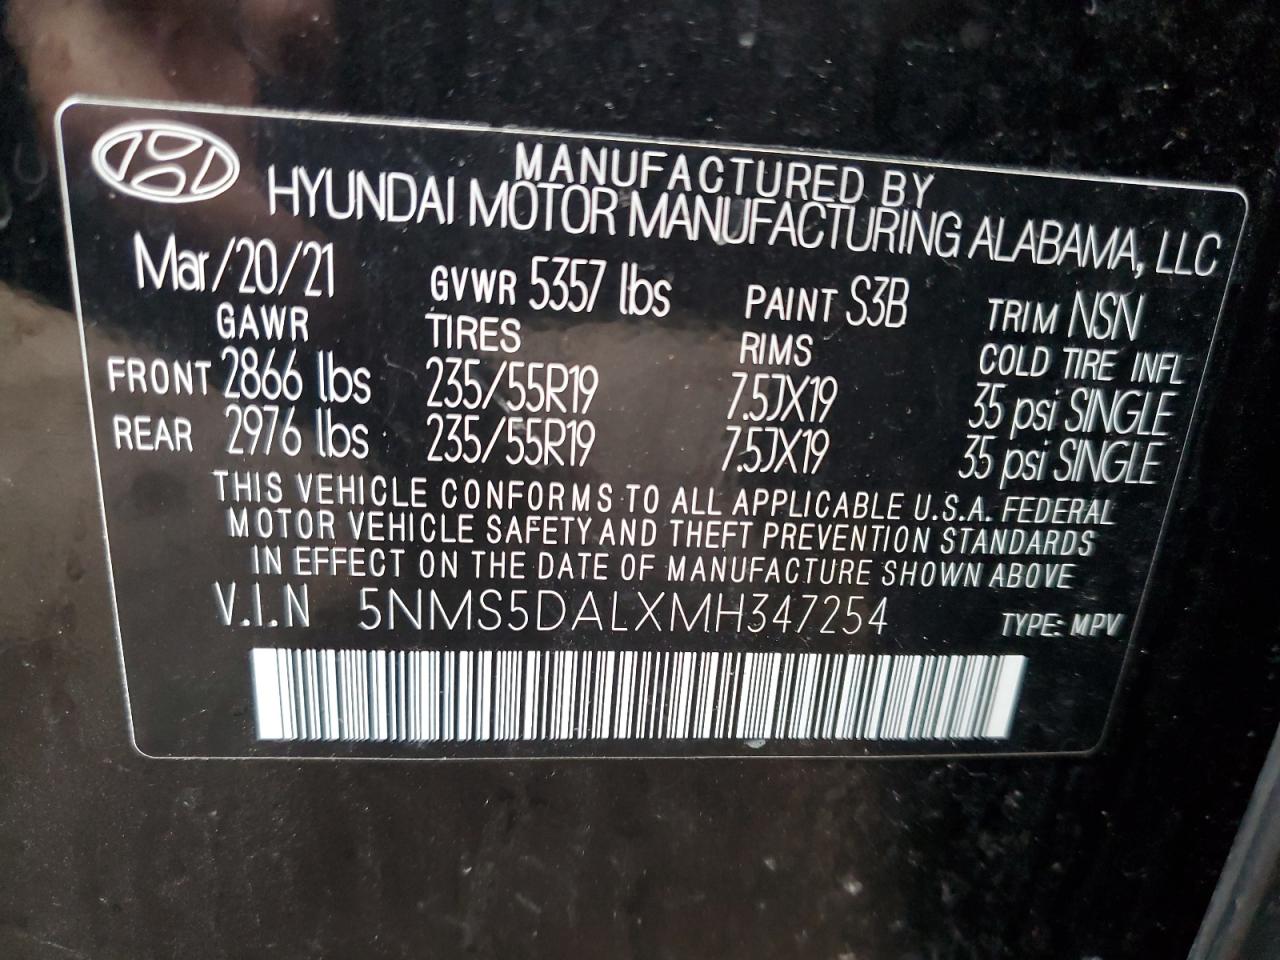 MANUFACTURED BY
HYUNDAI MOTOR MANUFACTURING ALABAMA, LLC
Mar/20/21 GVWR 5357 lbs PAINT S3B TRIM NSN
GAWR TIRES RIMS COLD TIRE INFL
FRONT 2866 lbs 235/55R19 7.5JX19 35 psi SINGLE
REAR 2976 lbs 235/55R19 7.5JX19 35 psi SINGLE
THIS VEHICLE CONFORMS TO ALL APPLICABLE U.S.A. FEDERAL
MOTOR VEHICLE SAFETY AND THEFT PREVENTION STANDARDS
IN EFFECT ON THE DATE OF MANUFACTURE SHOWN ABOVE
V.I.N 5NMS5DALXMH347254 TYPE: MPV